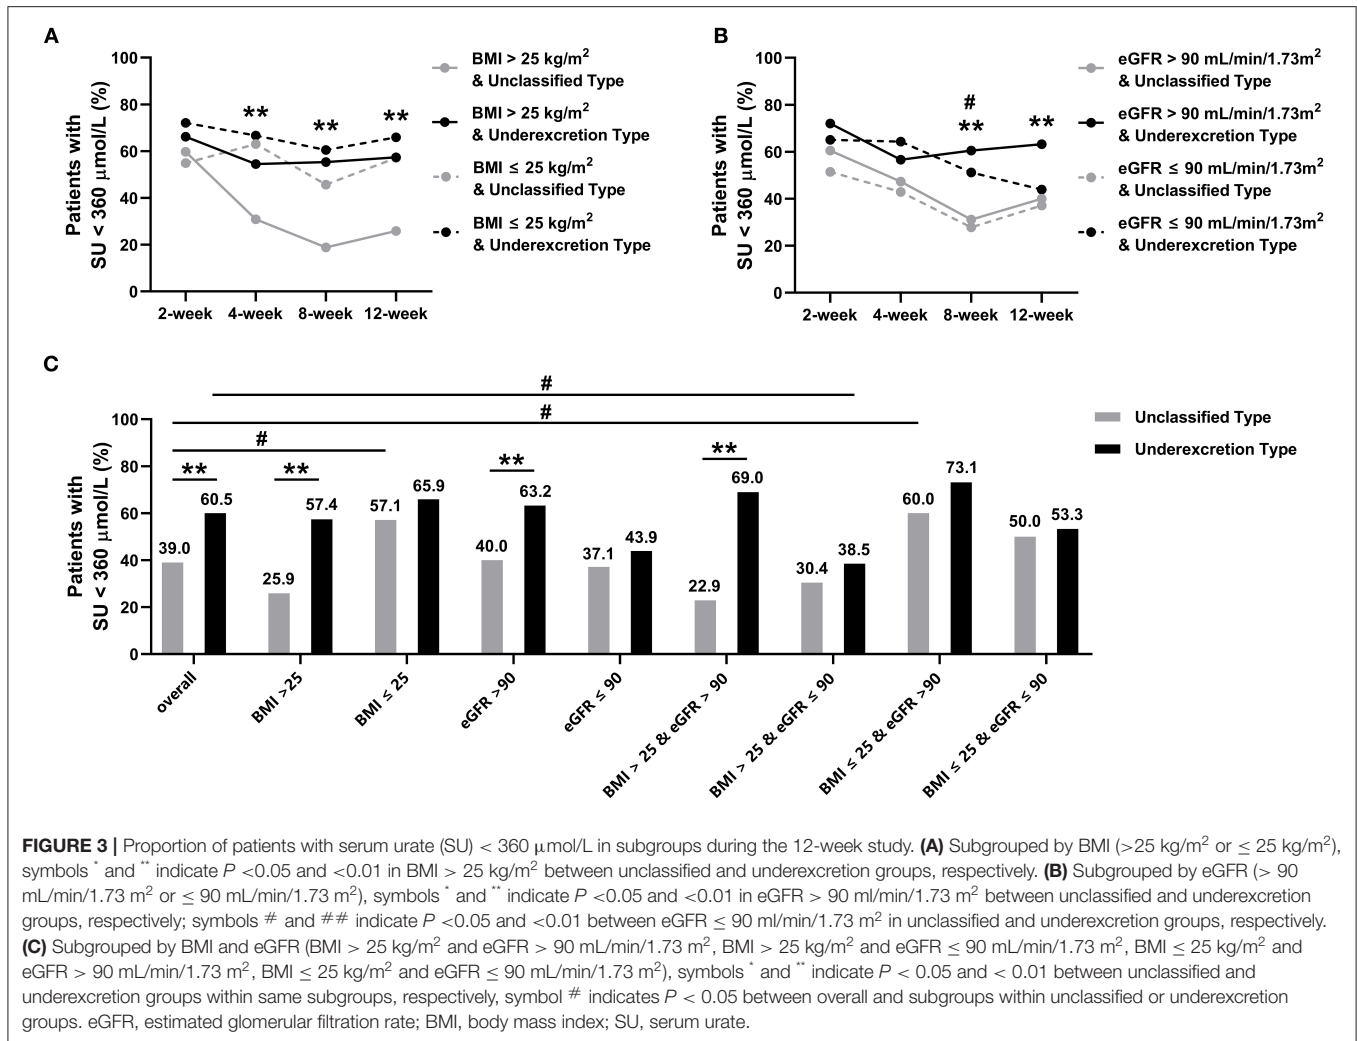 A
Patients with
SU < 360 μmol/L (%)
100
80
60
40
20
0
**
**
**
2-week 4-week 8-week 12-week
BMI > 25 kg/m²
& Unclassified Type
BMI > 25 kg/m²
& Underexcretion Type
BMI ≤ 25 kg/m²
& Unclassified Type
BMI ≤ 25 kg/m²
& Underexcretion Type
B
Patients with
SU < 360 μmol/L (%)
100
80
60
40
20
0
#
**
**
2-week 4-week 8-week 12-week
eGFR > 90 mL/min/1.73m²
& Unclassified Type
eGFR > 90 mL/min/1.73m²
& Underexcretion Type
eGFR ≤ 90 mL/min/1.73m²
& Unclassified Type
eGFR ≤ 90 mL/min/1.73m²
& Underexcretion Type
C
Patients with
SU < 360 μmol/L (%)
100
80
60
40
20
0
#
#
#
**
**
**
**
39.0 60.5
25.9 57.4
57.1 65.9
40.0 63.2
37.1 43.9
22.9 69.0
30.4 38.5
60.0 73.1
50.0 53.3
overall
BMI >25
BMI ≤ 25
eGFR >90
eGFR ≤ 90
BMI > 25 & eGFR > 90
BMI > 25 & eGFR ≤ 90
BMI ≤ 25 & eGFR >90
BMI ≤ 25 & eGFR ≤ 90
Unclassified Type
Underexcretion Type
FIGURE 3 | Proportion of patients with serum urate (SU) < 360 μmol/L in subgroups during the 12-week study. (A) Subgrouped by BMI (>25 kg/m² or ≤ 25 kg/m²),
symbols * and ** indicate P <0.05 and <0.01 in BMI > 25 kg/m² between unclassified and underexcretion groups, respectively. (B) Subgrouped by eGFR (> 90
mL/min/1.73 m² or ≤ 90 mL/min/1.73 m²), symbols * and ** indicate P <0.05 and <0.01 in eGFR > 90 ml/min/1.73 m² between unclassified and underexcretion
groups, respectively; symbols # and ## indicate P <0.05 and <0.01 between eGFR ≤ 90 ml/min/1.73 m² in unclassified and underexcretion groups, respectively.
(C) Subgrouped by BMI and eGFR (BMI > 25 kg/m² and eGFR > 90 mL/min/1.73 m², BMI > 25 kg/m² and eGFR ≤ 90 mL/min/1.73 m², BMI ≤ 25 kg/m² and
eGFR > 90 mL/min/1.73 m², BMI ≤ 25 kg/m² and eGFR ≤ 90 mL/min/1.73 m²), symbols * and ** indicate P < 0.05 and < 0.01 between unclassified and
underexcretion groups within same subgroups, respectively, symbol # indicates P < 0.05 between overall and subgroups within unclassified or underexcretion
groups. eGFR, estimated glomerular filtration rate; BMI, body mass index; SU, serum urate.